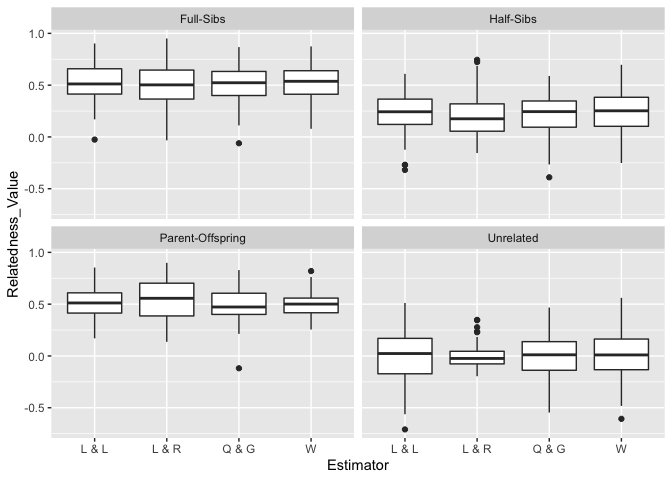 Full-Sibs
Half-Sibs
1.0
0.5
0.0
-0.5
Parent-Offspring
Unrelated
1.0
0.5
0.0
-0.5
L & L
L & R
Q & G
W
L & L
L & R
Q & G
W
Estimator
Relatedness_Value